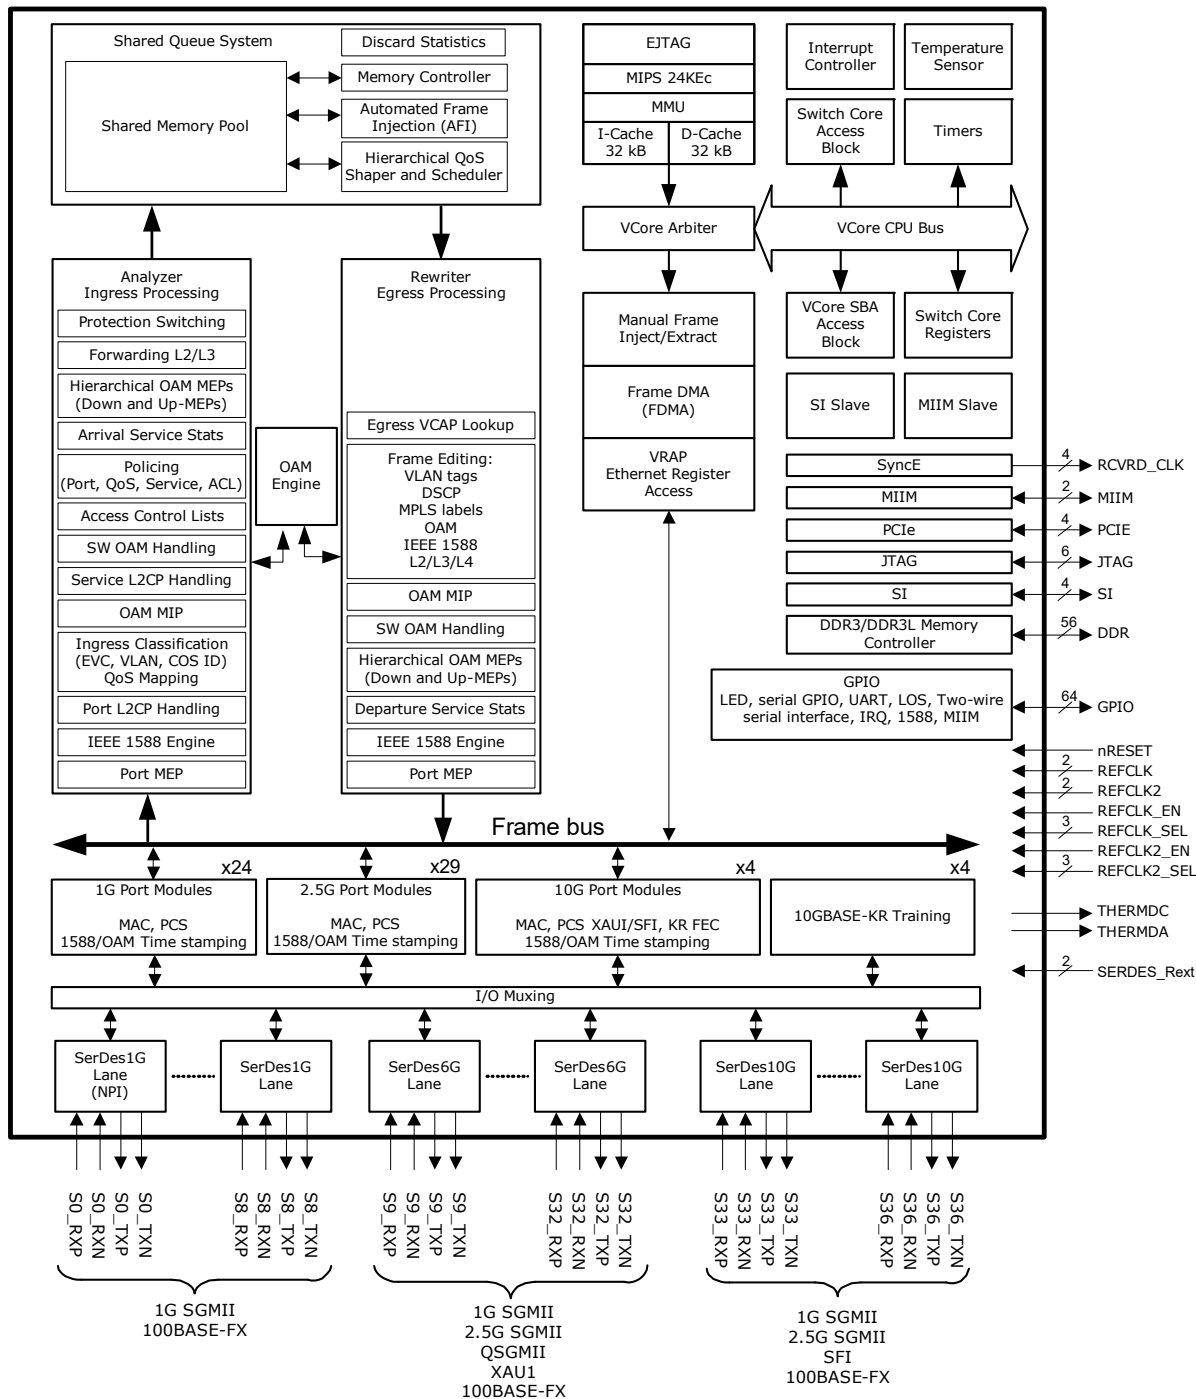 Shared Queue System
Discard Statistics
Shared Memory Pool
Memory Controller
Automated Frame
Injection (AFI)
Hierarchical QoS
Shaper and Scheduler
EJTAG
MIPS 24KEc
MMU
I-Cache
32 kB
D-Cache
32 kB
Interrupt
Controller
Temperature
Sensor
Switch Core
Access
Block
Timers
VCore Arbiter
VCore CPU Bus
Analyzer
Ingress Processing
Protection Switching
Forwarding L2/L3
Hierarchical OAM MEPs
(Down and Up-MEPs)
Arrival Service Stats
Policing
(Port, QoS, Service, ACL)
Access Control Lists
SW OAM Handling
Service L2CP Handling
OAM MIP
Ingress Classification
(EVC, VLAN, COS ID)
QoS Mapping
Port L2CP Handling
IEEE 1588 Engine
Port MEP
OAM
Engine
Rewriter
Egress Processing
Egress VCAP Lookup
Frame Editing:
VLAN tags
DSCP
MPLS labels
OAM
IEEE 1588
L2/L3/L4
OAM MIP
SW OAM Handling
Hierarchical OAM MEPs
(Down and Up-MEPs)
Departure Service Stats
IEEE 1588 Engine
Port MEP
Manual Frame
Inject/Extract
Frame DMA
(FDMA)
VRAP
Ethernet Register
Access
VCore SBA
Access
Block
Switch Core
Registers
SI Slave
MIIM Slave
SyncE
4
RCVRD_CLK
MIIM
2
MIIM
PCIe
4
PCIE
JTAG
6
JTAG
SI
4
SI
DDR3/DDR3L Memory
Controller
56
DDR
GPIO
LED, serial GPIO, UART, LOS, Two-wire
serial interface, IRQ, 1588, MIIM
64
GPIO
nRESET
2
REFCLK
2
REFCLK2
REFCLK_EN
3
REFCLK_SEL
REFCLK2_EN
3
REFCLK2_SEL
THERMDC
THERMDA
2
SERDES_Rext
Frame bus
x24
1G Port Modules
MAC, PCS
1588/OAM Time stamping
x29
2.5G Port Modules
MAC, PCS
1588/OAM Time stamping
x4
10G Port Modules
MAC, PCS XAUI/SFI, KR FEC
1588/OAM Time stamping
x4
10GBASE-KR Training
I/O Muxing
SerDes1G
Lane
(NPI)
SerDes1G
Lane
SerDes6G
Lane
SerDes6G
Lane
SerDes10G
Lane
SerDes10G
Lane
S0_RXP
S0_RXN
S0_TXP
S0_TXN
S8_RXP
S8_RXN
S8_TXP
S8_TXN
S9_RXP
S9_RXN
S9_TXP
S9_TXN
S32_RXP
S32_RXN
S32_TXP
S32_TXN
S33_RXP
S33_RXN
S33_TXP
S33_TXN
S36_RXP
S36_RXN
S36_TXP
S36_TXN
1G SGMII
100BASE-FX
1G SGMII
2.5G SGMII
QSGMII
XAU1
100BASE-FX
1G SGMII
2.5G SGMII
SFI
100BASE-FX